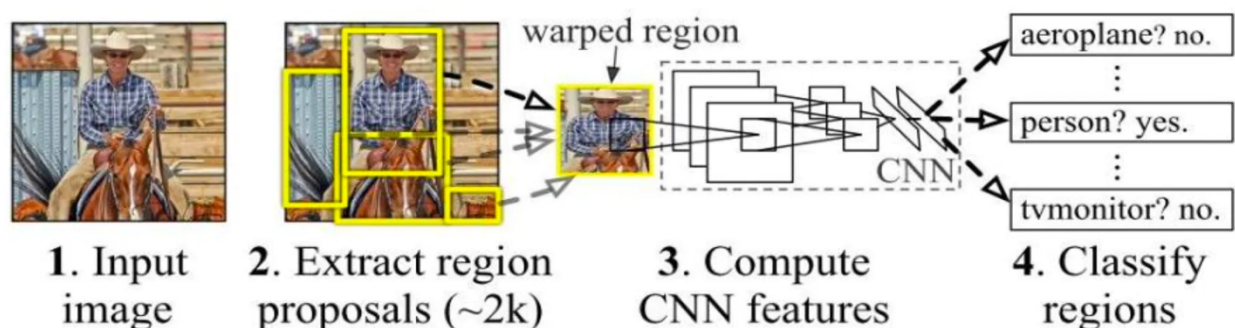 warped region
aeroplane? no.
⋮
person? yes.
⋮
tvmonitor? no.
CNN
1. Input
image
2. Extract region
proposals (~2k)
3. Compute
CNN features
4. Classify
regions